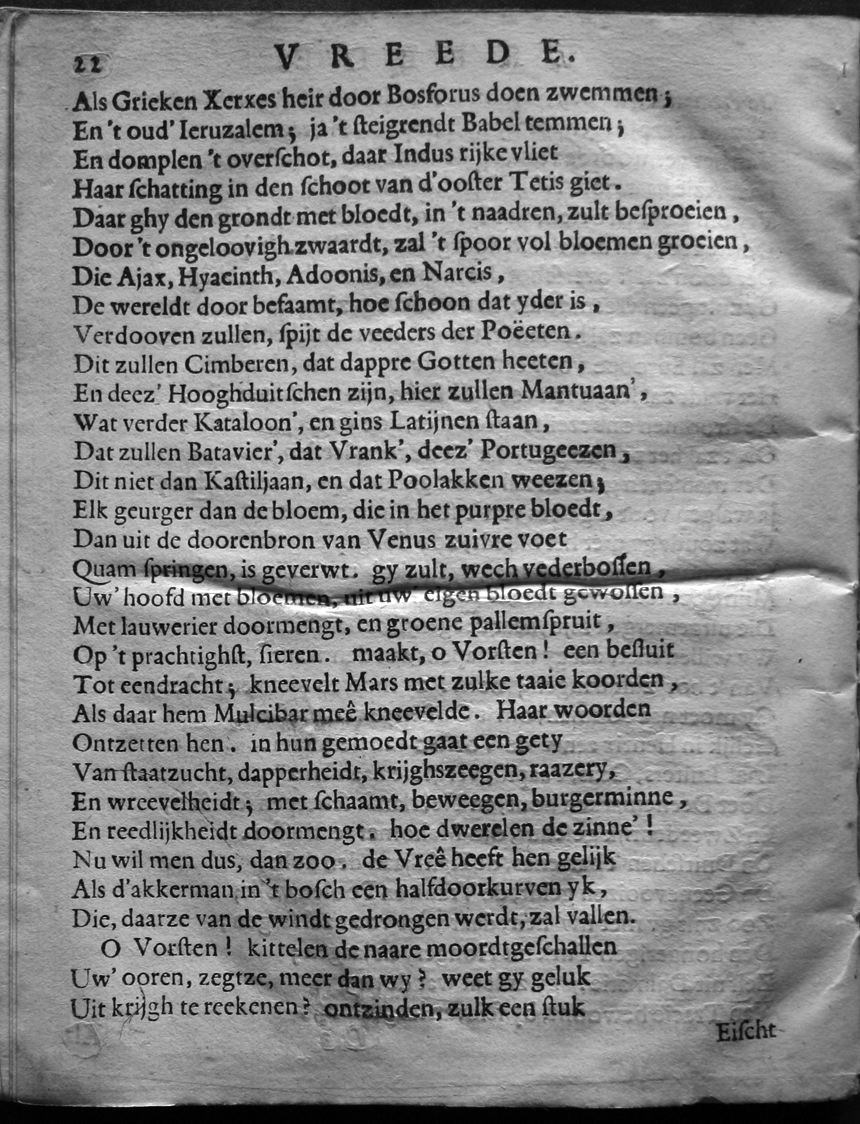 22 VREEDE.
Als Grieken Xerxes heir door Bosforus doen zwemmen;
En 't oud' Ieruzalem; ja 't ſteigrendt Babel temmen;
En domplen 't overſchot, daar Indus rijke vliet
Haar ſchatting in den ſchoot van d'ooſter Tetis giet.
Daar ghy den grondt met bloedt, in 't naadren, zult beſproeien,
Door 't ongeloovigh zwaardt, zal 't ſpoor vol bloemen groeien,
Die Ajax, Hyacinth, Adoonis, en Narcis,
De wereldt door befaamt, hoe ſchoon dat yder is,
Verdooven zullen, ſpijt de veeders der Poëeten.
Dit zullen Cimberen, dat dappre Gotten heeten,
En deez' Hooghduitſchen zijn, hier zullen Mantuaan',
Wat verder Kataloon', en gins Latijnen ſtaan,
Dat zullen Batavier', dat Vrank', deez' Portugeezen,
Dit niet dan Kaſtiljaan, en dat Poolakken weezen;
Elk geurger dan de bloem, die in het purpre bloedt,
Dan uit de doorenbron van Venus zuivre voet
Quam ſpringen, is geverwt. gy zult, wech vederboſſen,
Uw' hoofd met bloemen, uit uw' eigen bloedt gewoſſen,
Met lauwerier doormengt, en groene pallemſpruit,
Op 't prachtighſt, ſieren. maakt, o Vorſten! een beſluit
Tot eendracht; kneevelt Mars met zulke taaie koorden,
Als daar hem Mulcibar meê kneevelde. Haar woorden
Ontzetten hen. in hun gemoedt gaat een gety
Van ſtaatzucht, dapperheidt, krijghszeegen, raazery,
En wreevelheidt; met ſchaamt, beweegen, burgerminne,
En reedlijkheidt doormengt. hoe dwerelen de zinne'!
Nu wil men dus, dan zoo. de Vreê heeft hen gelijk
Als d'akkerman in 't boſch een halfdoorkurven yk,
Die, daarze van de windt gedrongen werdt, zal vallen.
O Vorſten! kittelen de naare moordtgeſchallen
Uw' ooren, zegtze, meer dan wy? weet gy geluk
Uit krijgh te reekenen? ontzinden, zulk een ſtuk
Eiſcht